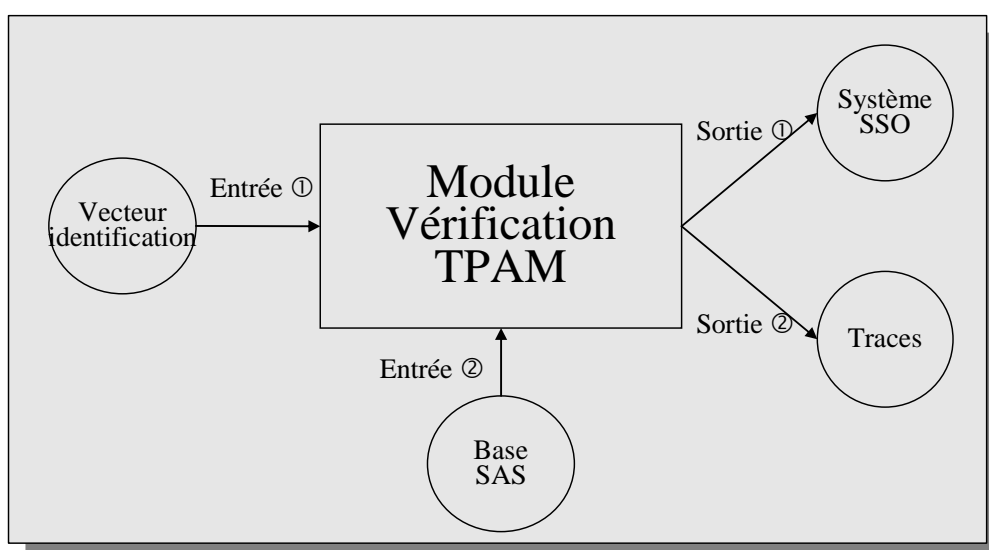 Système
SSO
Sortie ①
Module
Vérification
TPAM
Entrée ①
Vecteur
identification
Sortie ②
Traces
Entrée ②
Base
SAS